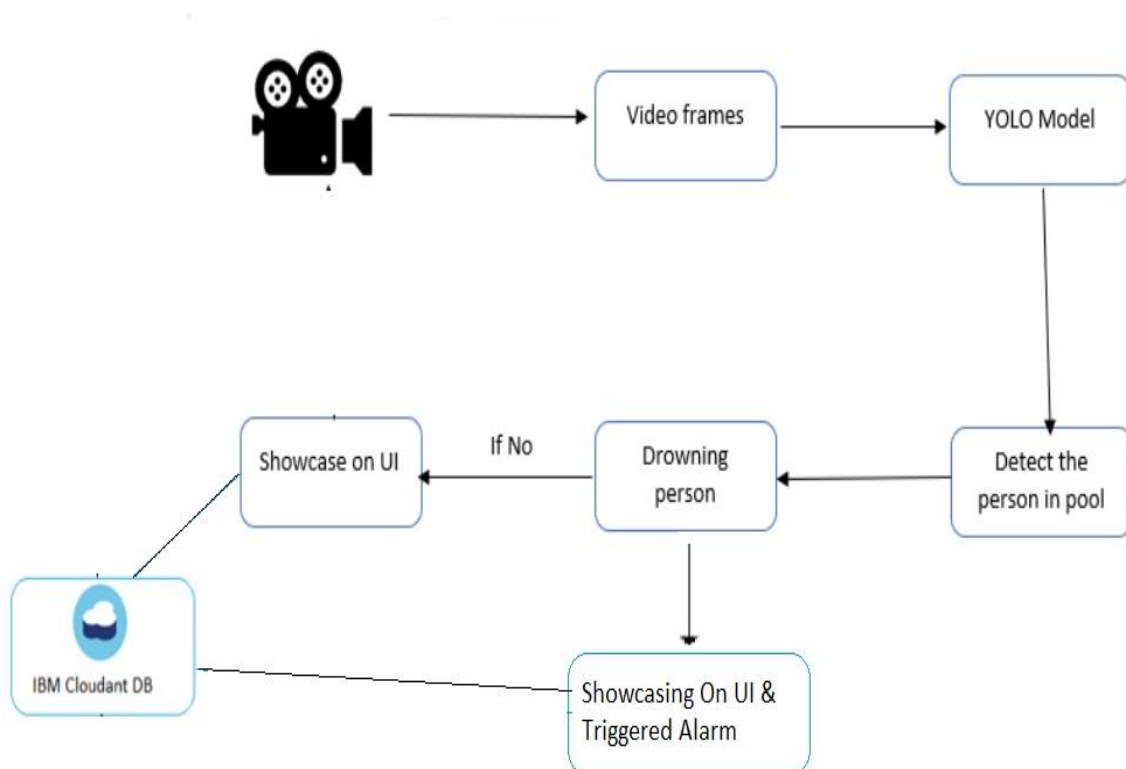 Video frames
YOLO Model
Showcase on UI
If No
Drowning
person
Detect the
person in pool
IBM Cloudant DB
Showcasing On UI &
Triggered Alarm